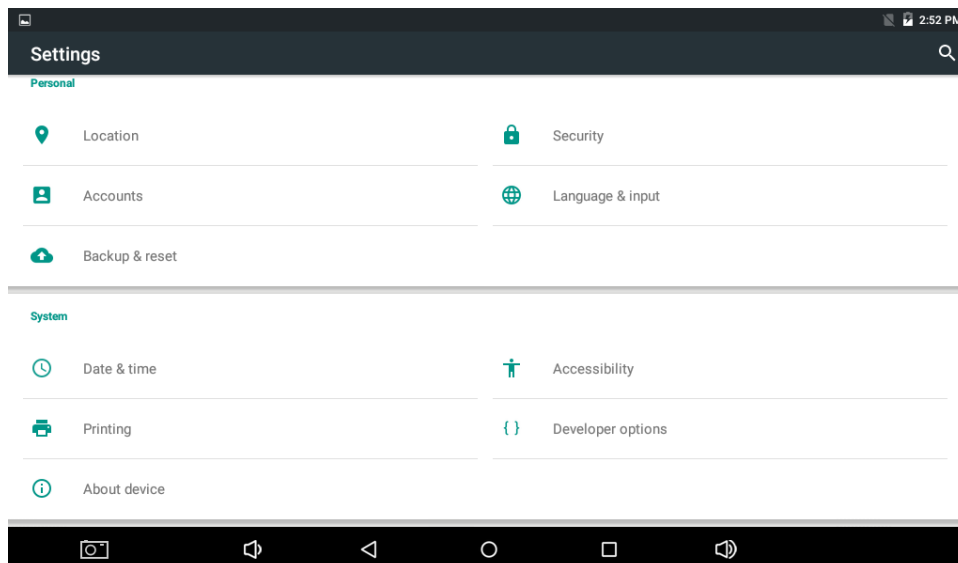 2:52 PM
Settings
Personal
Location
Security
Accounts
Language & input
Backup & reset
System
Date & time
Accessibility
Printing
{ } Developer options
About device